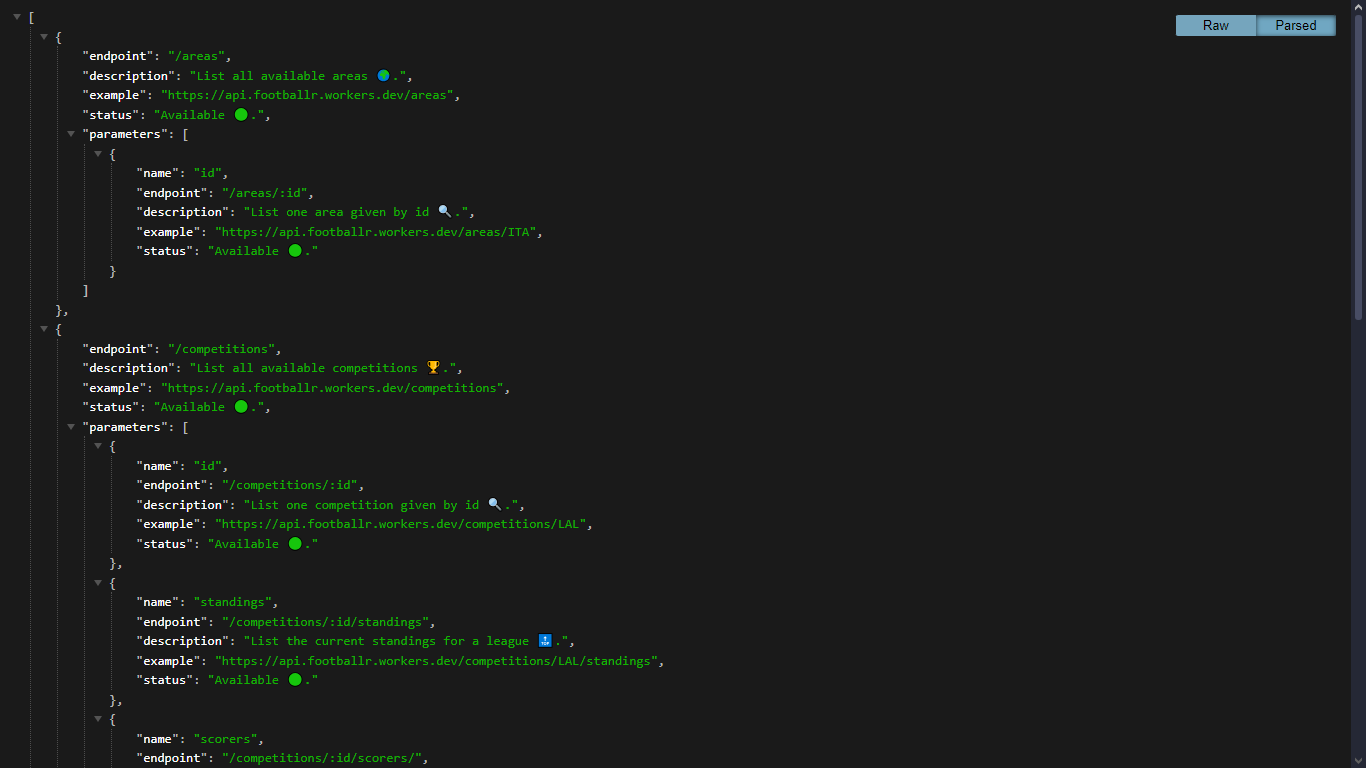 [
Raw Parsed
{
"endpoint": "/areas",
"description": "List all available areas 🌍.",
"example": "https://api.footballr.workers.dev/areas",
"status": "Available 🟢.",
"parameters": [
{
"name": "id",
"endpoint": "/areas/:id",
"description": "List one area given by id 🔍.",
"example": "https://api.footballr.workers.dev/areas/ITA",
"status": "Available 🟢."
}
]
},
{
"endpoint": "/competitions",
"description": "List all available competitions 🏆.",
"example": "https://api.footballr.workers.dev/competitions",
"status": "Available 🟢.",
"parameters": [
{
"name": "id",
"endpoint": "/competitions/:id",
"description": "List one competition given by id 🔍.",
"example": "https://api.footballr.workers.dev/competitions/LAL",
"status": "Available 🟢."
},
{
"name": "standings",
"endpoint": "/competitions/:id/standings",
"description": "List the current standings for a league 🔝.",
"example": "https://api.footballr.workers.dev/competitions/LAL/standings",
"status": "Available 🟢."
},
{
"name": "scorers",
"endpoint": "/competitions/:id/scorers/",